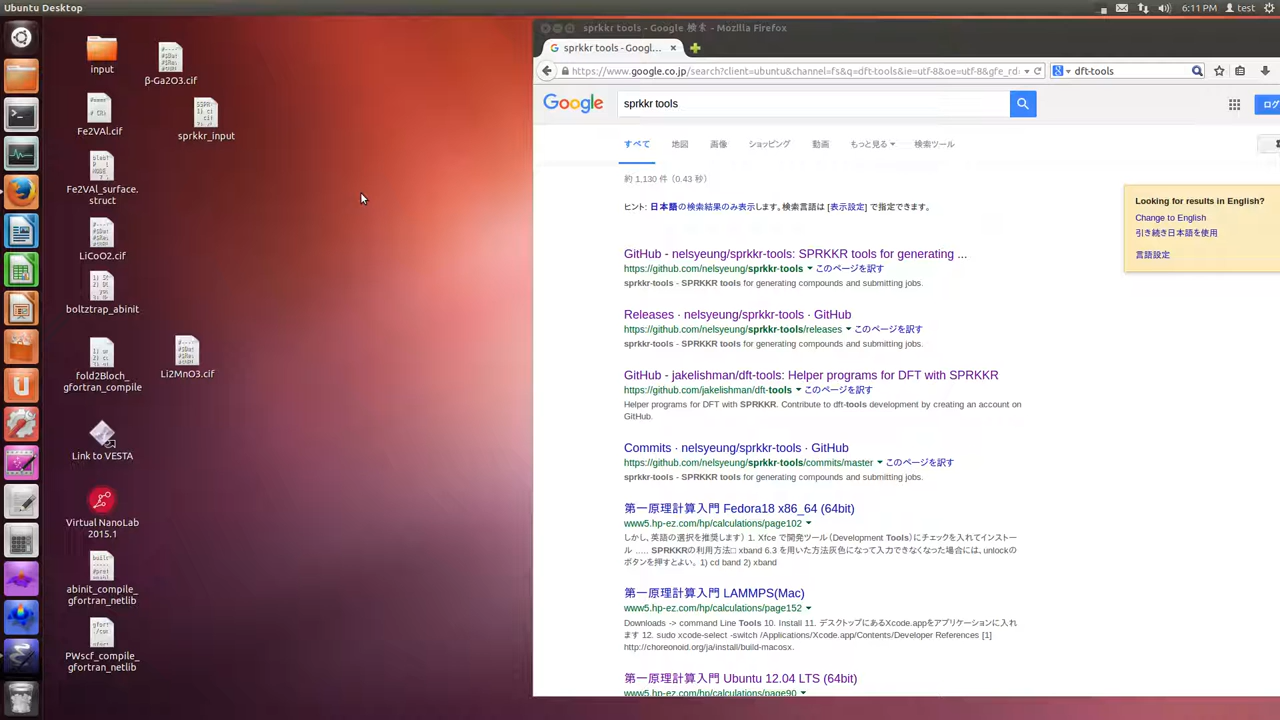 Ubuntu Desktop
6:11 PM
test
input
β-Ga2O3.cif
Fe2VAl.cif
sprkkr_input
Fe2VAl_surface.
struct
LiCoO2.cif
boltztrap_abinit
fold2Bloch_
gfortran_compile
Li2MnO3.cif
Link to VESTA
Virtual NanoLab
2015.1
abinit_compile_
gfortran_netlib
PWscf_compile_
gfortran_netlib
sprkkr tools - Google 検索 - Mozilla Firefox
sprkkr tools - Googl...
https://www.google.co.jp/search?client=ubuntu&channel=fs&q=dft-tools&ie=utf-8&oe=utf-8&gfe_rd
dft-tools
Google
sprkkr tools
ログ
すべて 地図 画像 ショッピング 動画 もっと見る 検索ツール
約 1,130 件 (0.43 秒)
ヒント: 日本語の検索結果のみ表示します。検索言語は [表示設定] で指定できます。
Looking for results in English?
Change to English
引き続き日本語を使用
言語設定
GitHub - nelsyeung/sprkkr-tools: SPRKKR tools for generating ...
https://github.com/nelsyeung/sprkkr-tools このページを訳す
sprkkr-tools - SPRKKR tools for generating compounds and submitting jobs.
Releases · nelsyeung/sprkkr-tools · GitHub
https://github.com/nelsyeung/sprkkr-tools/releases このページを訳す
sprkkr-tools - SPRKKR tools for generating compounds and submitting jobs.
GitHub - jakelishman/dft-tools: Helper programs for DFT with SPRKKR
https://github.com/jakelishman/dft-tools このページを訳す
Helper programs for DFT with SPRKKR. Contribute to dft-tools development by creating an account on
GitHub.
Commits · nelsyeung/sprkkr-tools · GitHub
https://github.com/nelsyeung/sprkkr-tools/commits/master このページを訳す
sprkkr-tools - SPRKKR tools for generating compounds and submitting jobs.
第一原理計算入門 Fedora18 x86_64 (64bit)
www5.hp-ez.com/hp/calculations/page102
しかし、英語の選択を推奨します） 1. Xfce で開発ツール（Development Tools）にチェックを入れてインストー
ル ..... SPRKKRの利用方法□ xband 6.3 を用いた方法灰色になって入力できなくなった場合には、unlockの
ボタンを押すとよい。 1) cd band 2) xband
第一原理計算入門 LAMMPS(Mac)
www5.hp-ez.com/hp/calculations/page152
Downloads -> command Line Tools 10. Install 11. デスクトップにあるXcode.appをアプリケーションに入れ
ます 12. sudo xcode-select -switch /Applications/Xcode.app/Contents/Developer References [1]
http://choreonoid.org/ja/install/build-macosx.
第一原理計算入門 Ubuntu 12.04 LTS (64bit)
www5.hp-ez.com/hp/calculations/page90